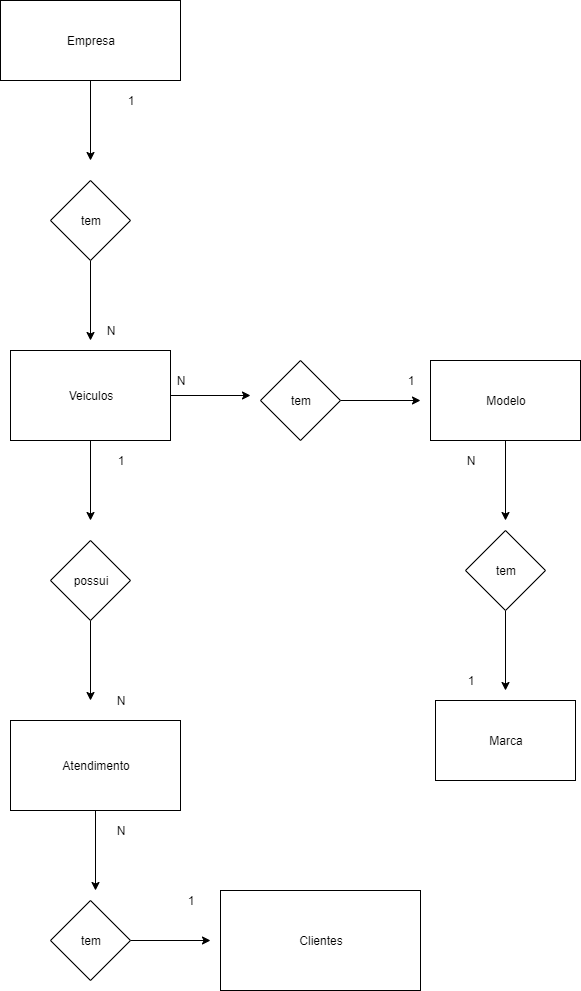 Empresa
1
tem
N
Veiculos
N
tem
1
Modelo
1
N
possui
tem
N
1
Atendimento
Marca
N
1
tem
Clientes